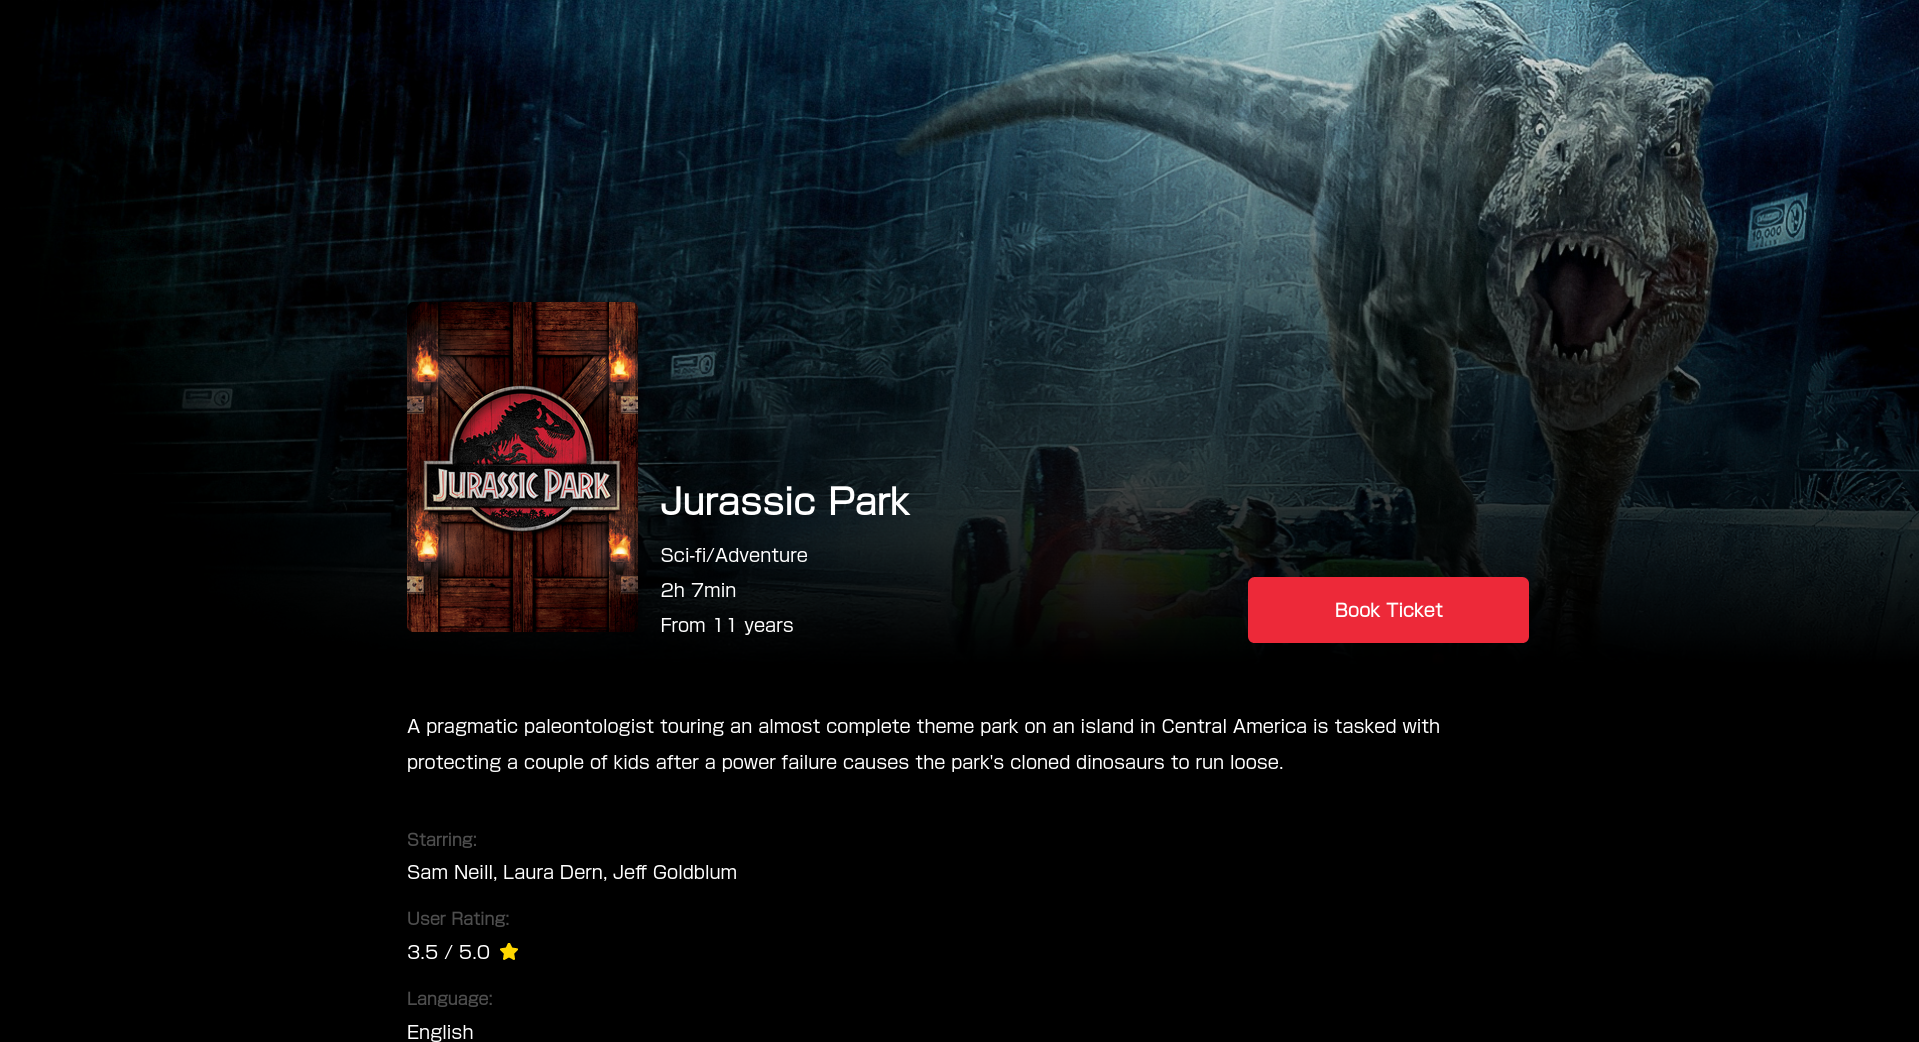 10,000
JURASSIC PARK
Jurassic Park
Sci-fi/Adventure
2h 7min
From 11 years
Book Ticket
A pragmatic paleontologist touring an almost complete theme park on an island in Central America is tasked with
protecting a couple of kids after a power failure causes the park's cloned dinosaurs to run loose.
Starring:
Sam Neill, Laura Dern, Jeff Goldblum
User Rating:
3.5 / 5.0
Language:
English